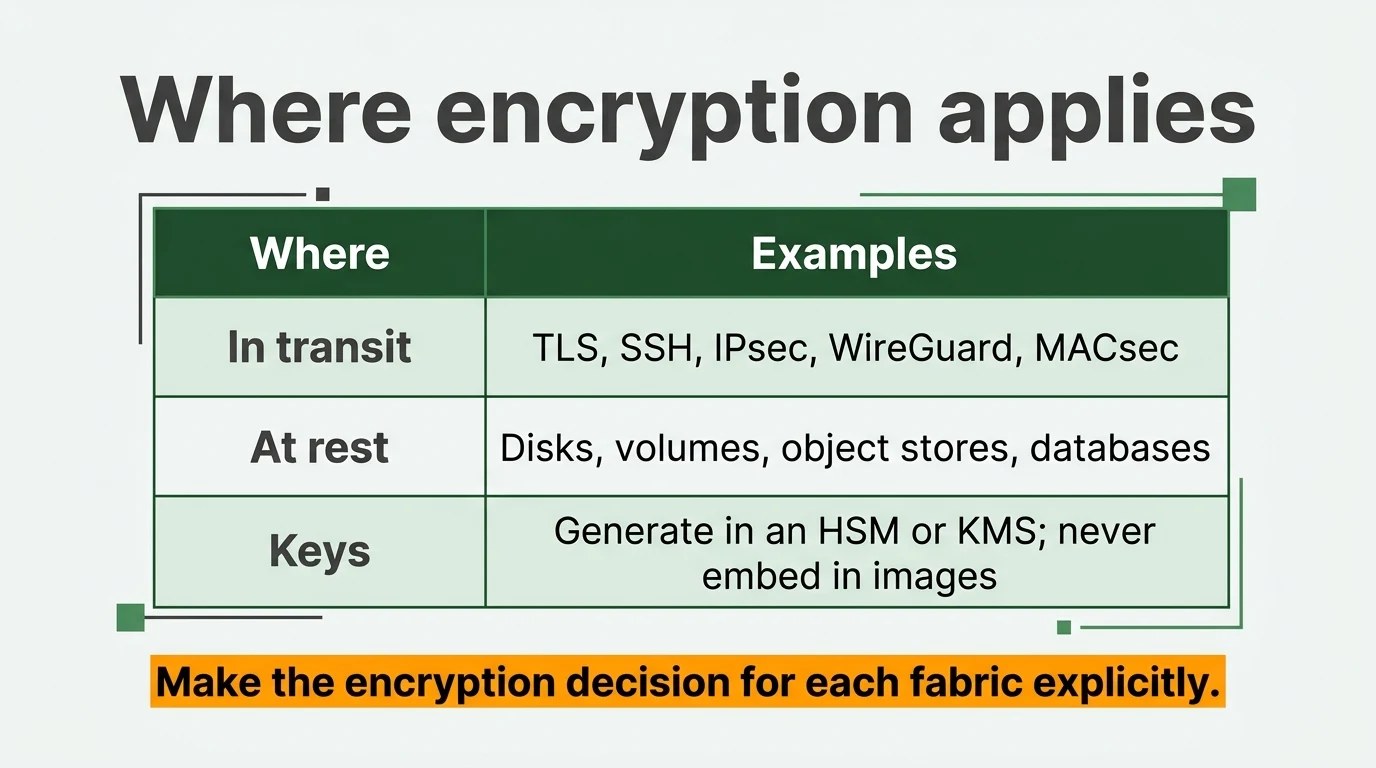 Where encryption applies
Where
Examples
In transit
TLS, SSH, IPsec, WireGuard, MACsec
At rest
Disks, volumes, object stores, databases
Keys
Generate in an HSM or KMS; never
embed in images
Make the encryption decision for each fabric explicitly.